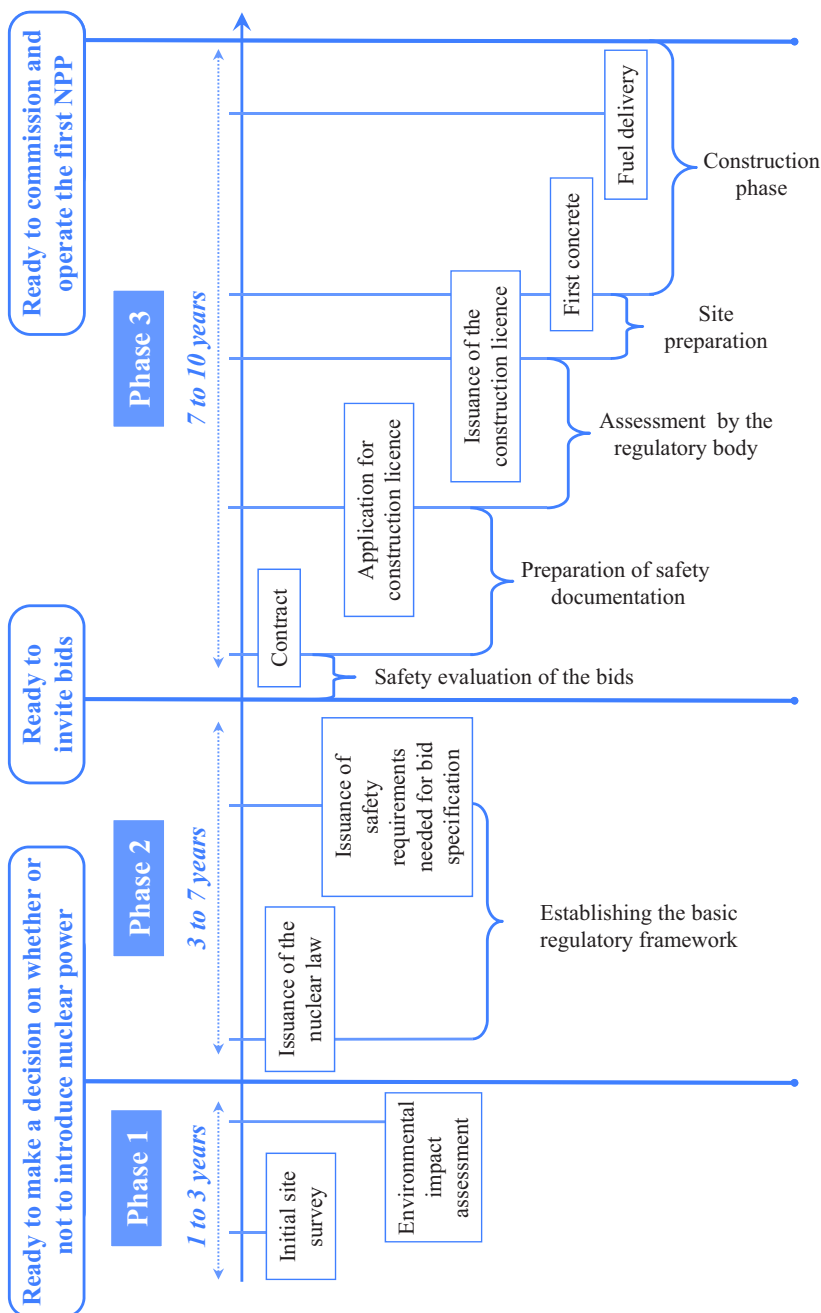 Ready to make a decision on whether or
not to introduce nuclear power
Ready to
invite bids
Ready to commission and
operate the first NPP
Phase 1
Phase 2
Phase 3
1 to 3 years
3 to 7 years
7 to 10 years
Initial site
survey
Environmental
impact
assessment
Issuance of the
nuclear law
Issuance of
safety
requirements
needed for bid
specification
Establishing the basic
regulatory framework
Contract
Safety evaluation of the bids
Application for
construction licence
Preparation of safety
documentation
Issuance of the
construction licence
Assessment by the
regulatory body
First concrete
Site
preparation
Fuel delivery
Construction
phase